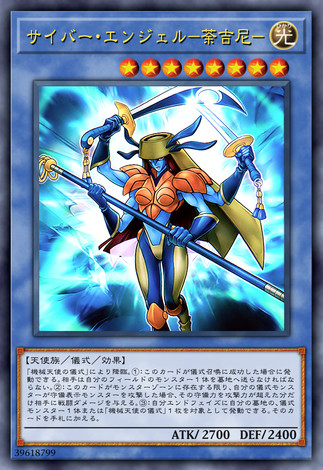 サイバー・エンジェル－荼吉尼－
光
【天使族／儀式／効果】
「機械天使の儀式」により降臨。①：このカードが儀式召喚に成功した場合に発
動できる。相手は自分のフィールドのモンスター１体を墓地へ送らなければな
らない。②：このカードがモンスターゾーンに存在する限り、自分の儀式モンス
ターが守備表示モンスターを攻撃した場合、その守備力を攻撃力が超えた分だ
け相手に戦闘ダメージを与える。③：自分エンドフェイズに自分の墓地の、儀式
モンスター１体または「機械天使の儀式」１枚を対象として発動できる。そのカ
ードを手札に加える。
ATK/ 2700 DEF/2400
39618799